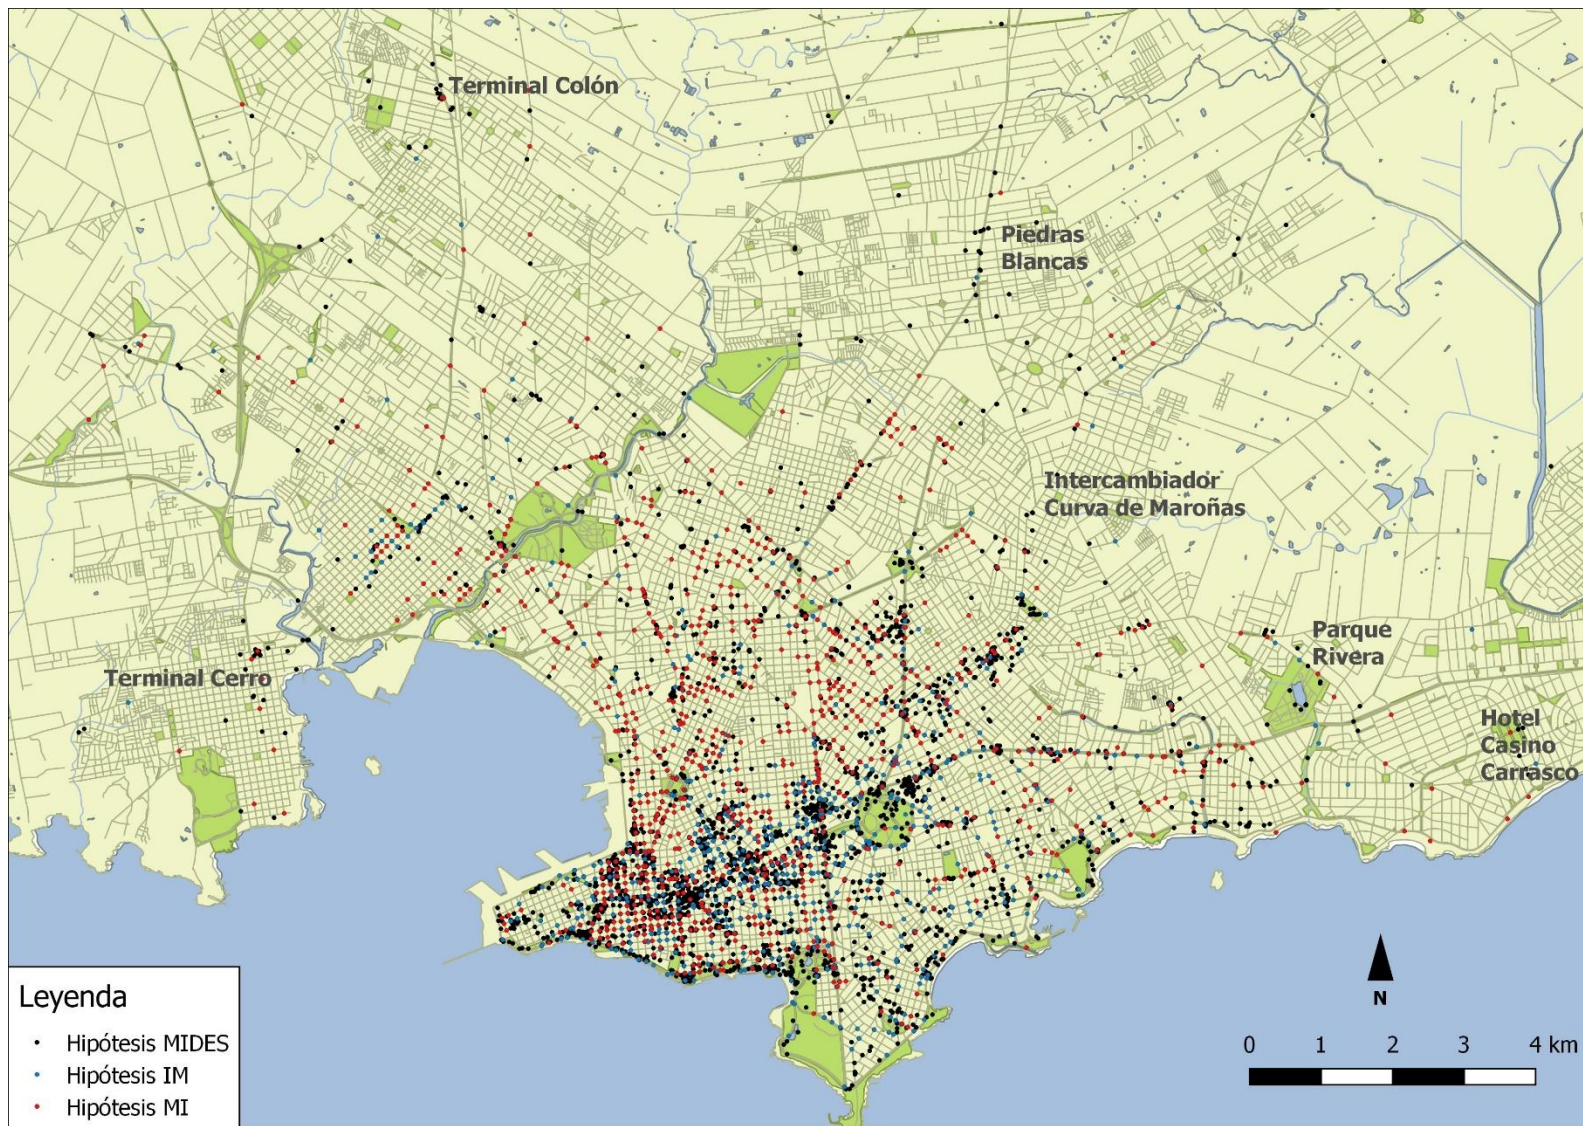 Terminal Colón
Piedras
Blancas
Intercambiador
Curva de Maroñas
Parque
Rivera
Terminal Cerro
Hotel
Casino
Carrasco
N
0 1 2 3 4 km
Leyenda
Hipótesis MIDES
Hipótesis IM
Hipótesis MI